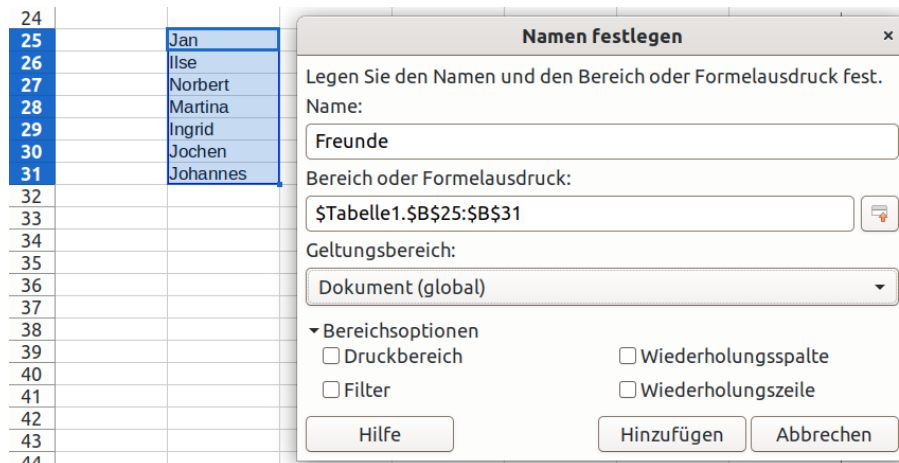 24
25 Jan
26 Ilse
27 Norbert
28 Martina
29 Ingrid
30 Jochen
31 Johannes
32
33
34
35
36
37
38
39
40
41
42
43
44
Namen festlegen ×
Legen Sie den Namen und den Bereich oder Formelausdruck fest.
Name:
Freunde
Bereich oder Formelausdruck:
$Tabelle1.$B$25:$B$31
Geltungsbereich:
Dokument (global)
Bereichsoptionen
Druckbereich Wiederholungsspalte
Filter Wiederholungszeile
Hilfe Hinzufügen Abbrechen